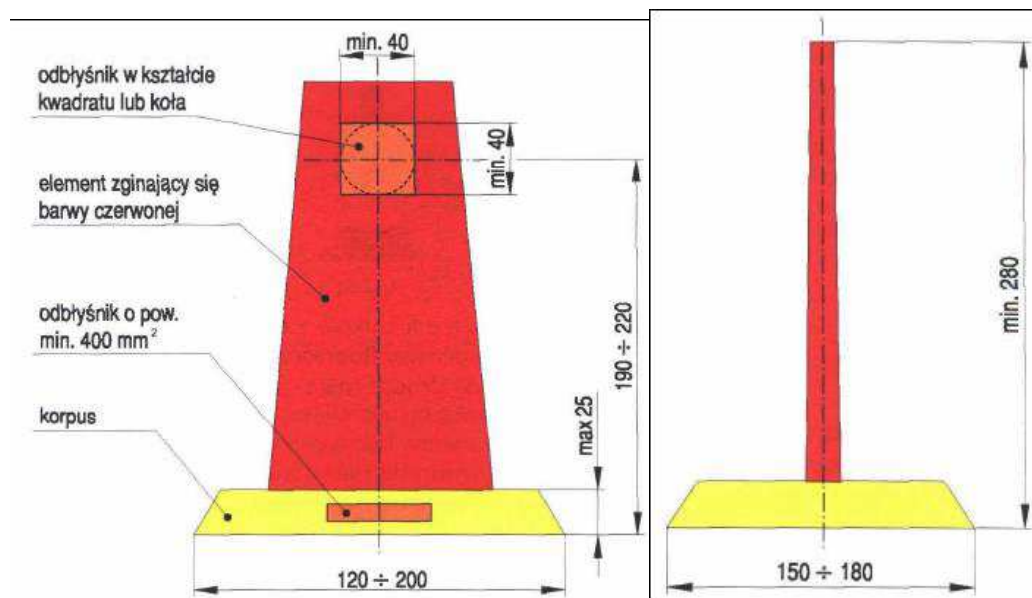 min. 40
odbłyśnik w kształcie
kwadratu lub koła
min. 40
element zginający się
barwy czerwonej
odbłyśnik o pow.
min. 400 mm²
190 ÷ 220
max 25
korpus
120 ÷ 200
min. 280
150 ÷ 180